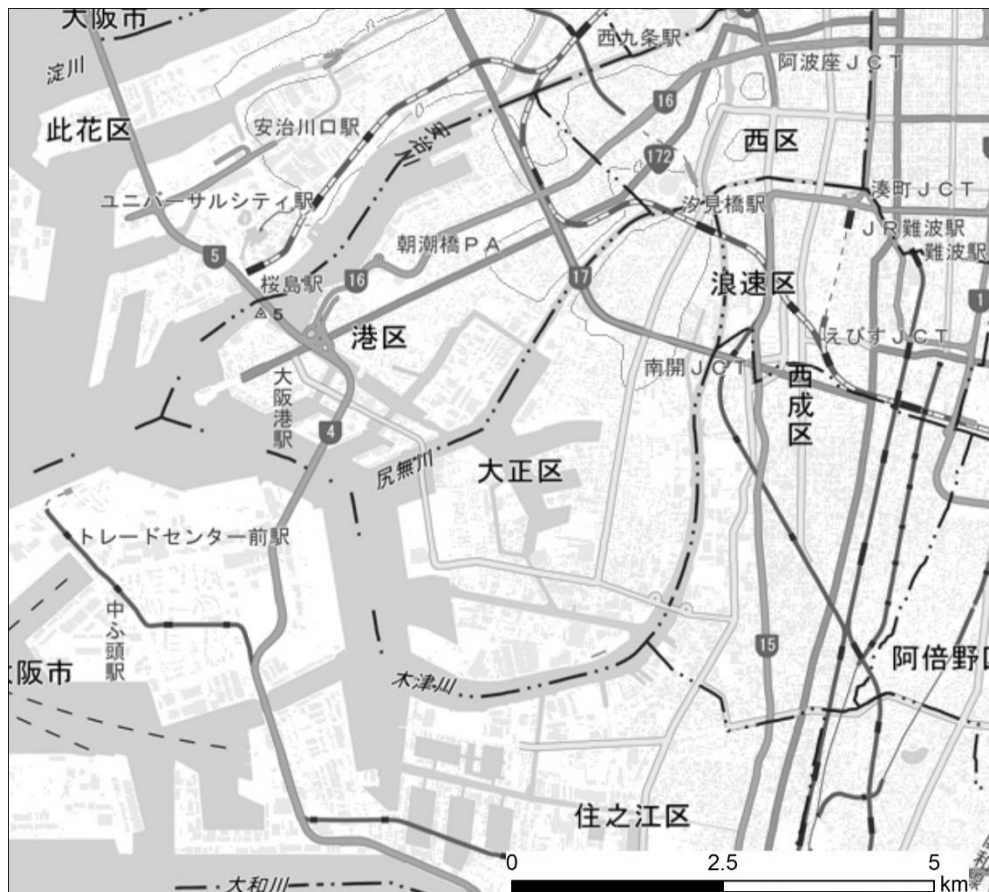 大阪市
淀川
西九条駅
阿波座JCT
此花区
安治川口駅
安治川
16
西区
172
ユニバーサルシティ駅
汐見橋駅
湊町JCT
JR難波駅
難波駅
朝潮橋PA
5
桜島駅
16
17
浪速区
1
5
港区
えびすJCT
南開JCT
大阪港駅
西成区
4
尻無川
大正区
トレードセンター前駅
中ふ頭駅
15
阿倍野区
大阪市
木津川
住之江区
大和川
0 2.5 5
km